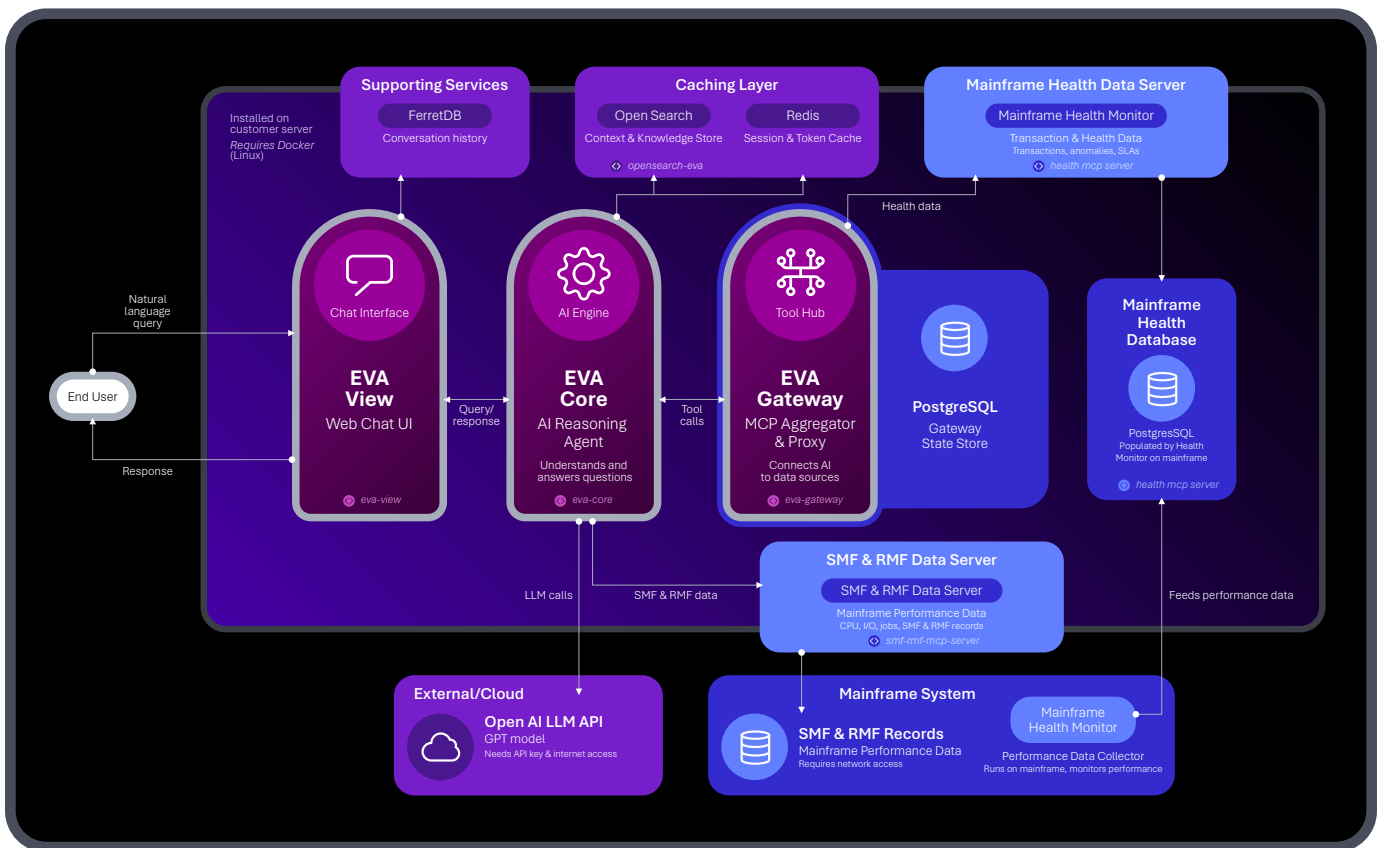 Supporting Services
FerretDB
Conversation history
Caching Layer
Open Search
Context & Knowledge Store
opensearch-eva
Redis
Session & Token Cache
Mainframe Health Data Server
Mainframe Health Monitor
Transaction & Health Data
Transactions, anomalies, SLAs
health mcp server
Installed on
customer server
Requires Docker
(Linux)
Health data
Natural
language
query
End User
Response
Chat Interface
EVA
View
Web Chat UI
eva-view
Query/
response
AI Engine
EVA
Core
AI Reasoning
Agent
Understands and
answers questions
eva-core
Tool
calls
Tool Hub
EVA
Gateway
MCP Aggregator
& Proxy
Connects AI
to data sources
eva-gateway
PostgreSQL
Gateway
State Store
Mainframe
Health
Database
PostgresSQL
Populated by Health
Monitor on mainframe
health mcp server
LLM calls
SMF & RMF data
SMF & RMF Data Server
SMF & RMF Data Server
Mainframe Performance Data
CPU, I/O, jobs, SMF & RMF records
smf-rmf-mcp-server
Feeds performance data
External/Cloud
Open AI LLM API
GPT model
Needs API key & internet access
Mainframe System
SMF & RMF Records
Mainframe Performance Data
Requires network access
Mainframe
Health Monitor
Performance Data Collector
Runs on mainframe, monitors performance